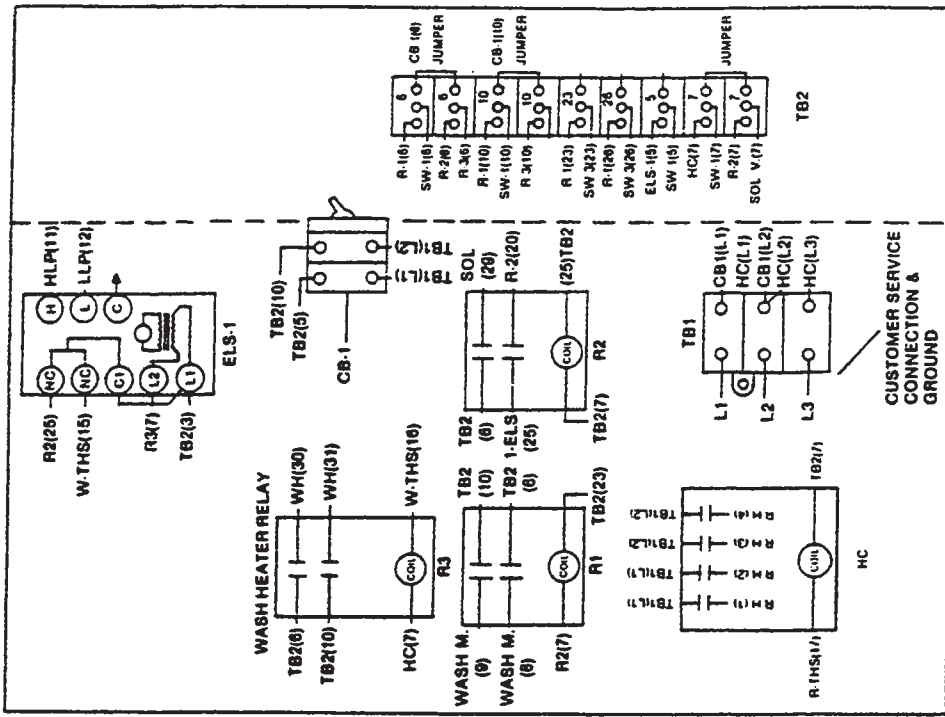 CB-1(6)
JUMPER
CB-1(10)
JUMPER
JUMPER
6
6
10
10
23
26
5
7
7
TB2
R-1(6)
SW-1(6)
R-2(6)
R-3(6)
R-1(10)
SW-1(10)
R 3(10)
R 1(23)
SW 3(23)
R-1(26)
SW 3(26)
ELS-1(5)
SW 1(5)
HC(7)
SW-1(7)
R-2(7)
SOL V.(7)
HLP(11)
LLP(12)
H
L
C
NC
NC
C1
L2
L1
ELS-1
R2(25)
W-THS(15)
R3(7)
TB2(3)
TB2(10)
TB2(5)
TB1(L2)
TB1(L1)
CB-1
WASH HEATER RELAY
TB2(6)
WH(30)
TB2(10)
WH(31)
HC(7)
COIL
W-THS(16)
R3
TB2
(6)
SOL
(29)
1-ELS
(25)
R-2(20)
COIL
(25)TB2
TB2(7)
R2
WASH M.
(9)
TB2
(10)
WASH M.
(8)
TB2
(6)
R2(7)
COIL
TB2(23)
R1
TB1
L1
CB1(L1)
HC(L1)
L2
CB1(L2)
HC(L2)
L3
HC(L3)
CUSTOMER SERVICE
CONNECTION &
GROUND
TB1(L1)
TB1(L1)
TB1(L2)
TB1(L2)
R H (1)
R H (2)
R H (3)
R H (4)
R-THS(17)
COIL
TB2(7)
HC